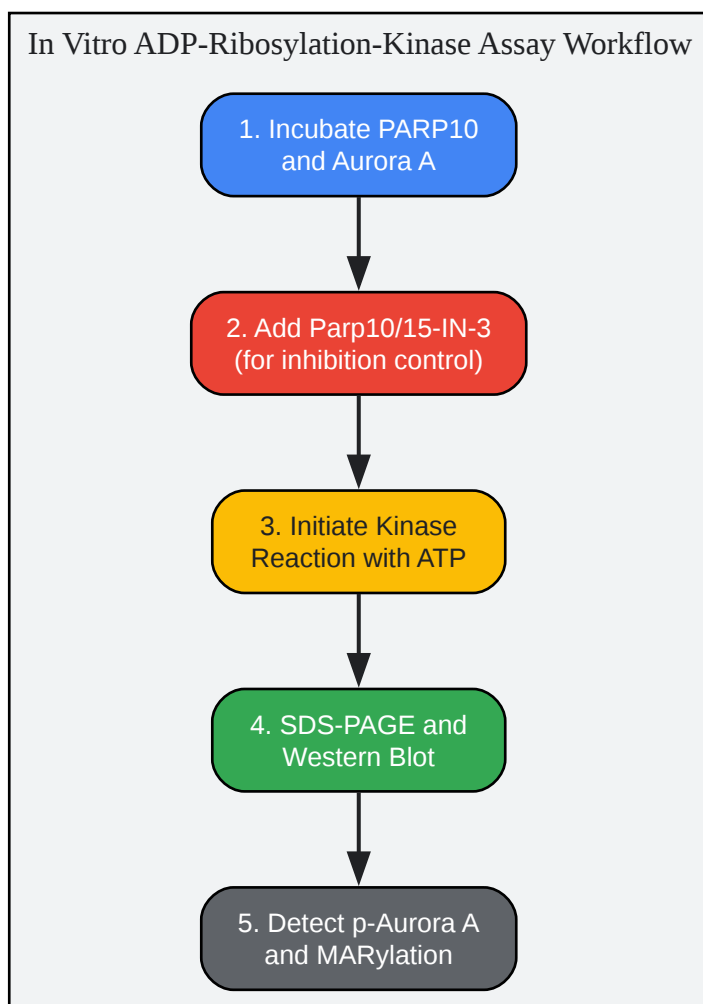 In Vitro ADP-Ribosylation-Kinase Assay Workflow
1. Incubate PARP10
and Aurora A
2. Add Parp10/15-IN-3
(for inhibition control)
3. Initiate Kinase
Reaction with ATP
4. SDS-PAGE and
Western Blot
5. Detect p-Aurora A
and MARylation